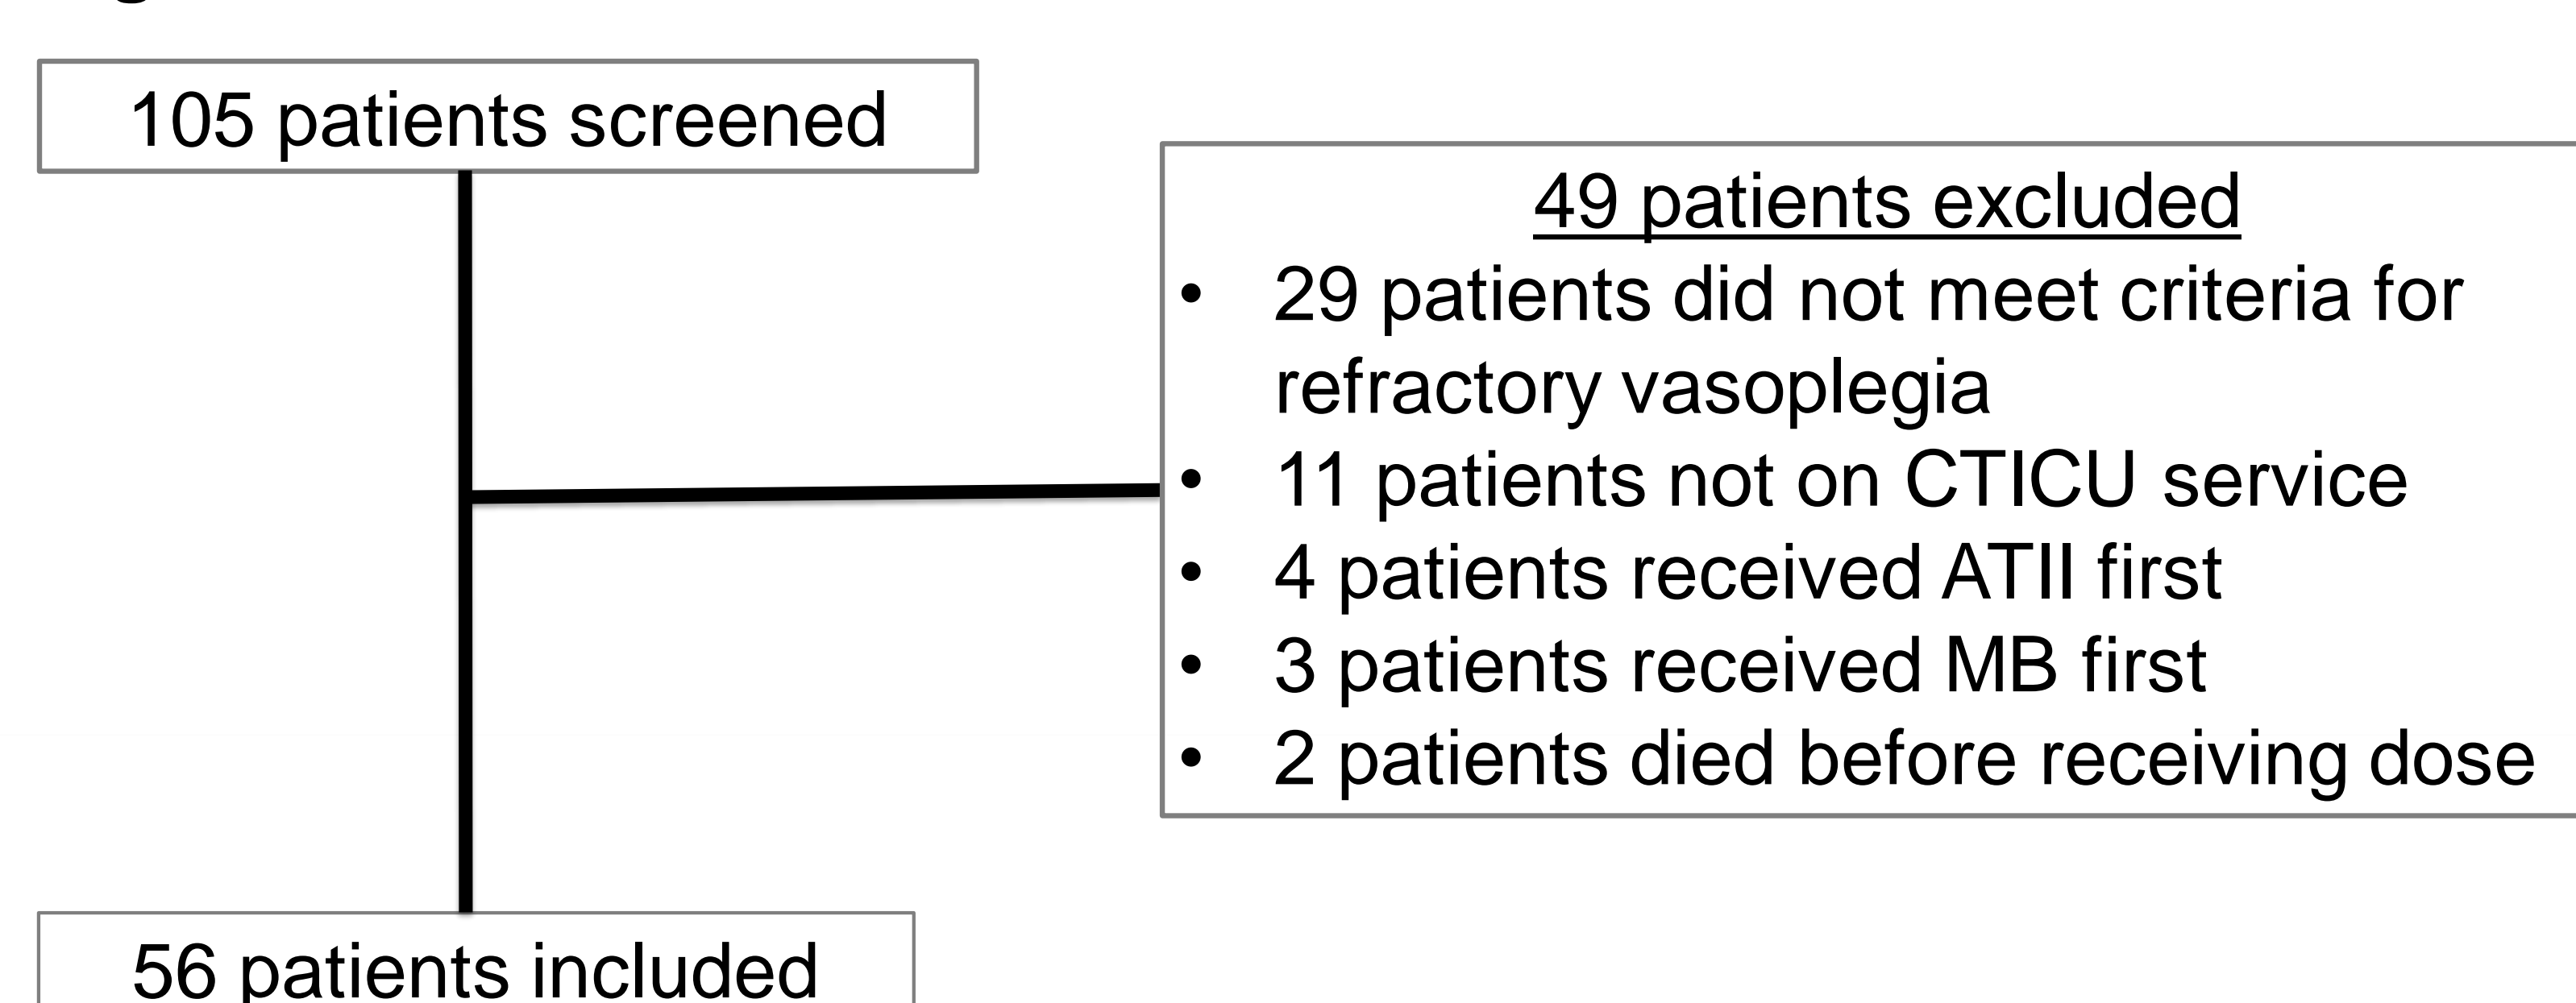 105 patients screened
49 patients excluded
• 29 patients did not meet criteria for
refractory vasoplegia
• 11 patients not on CTICU service
• 4 patients received ATII first
• 3 patients received MB first
• 2 patients died before receiving dose
56 patients included